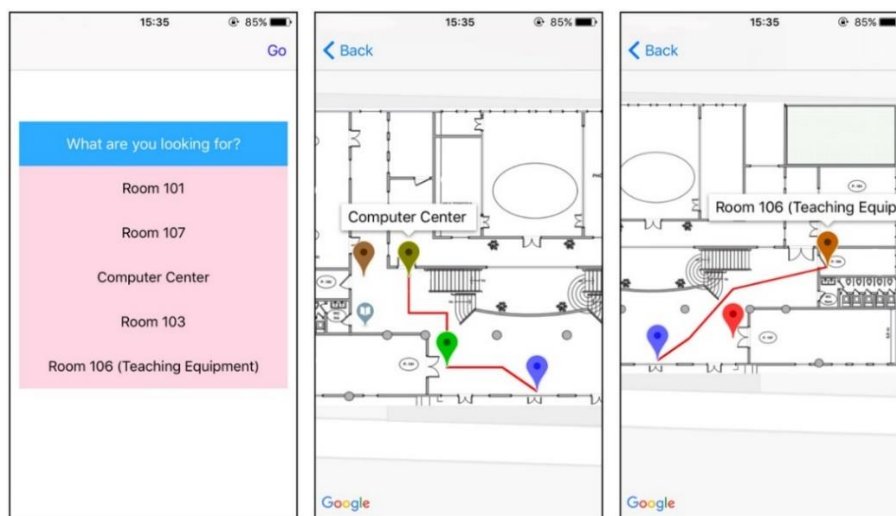 15:35
85%
Go
What are you looking for?
Room 101
Room 107
Computer Center
Room 103
Room 106 (Teaching Equipment)
15:35
85%
Back
Computer Center
Google
15:35
85%
Back
Room 106 (Teaching Equip
Google